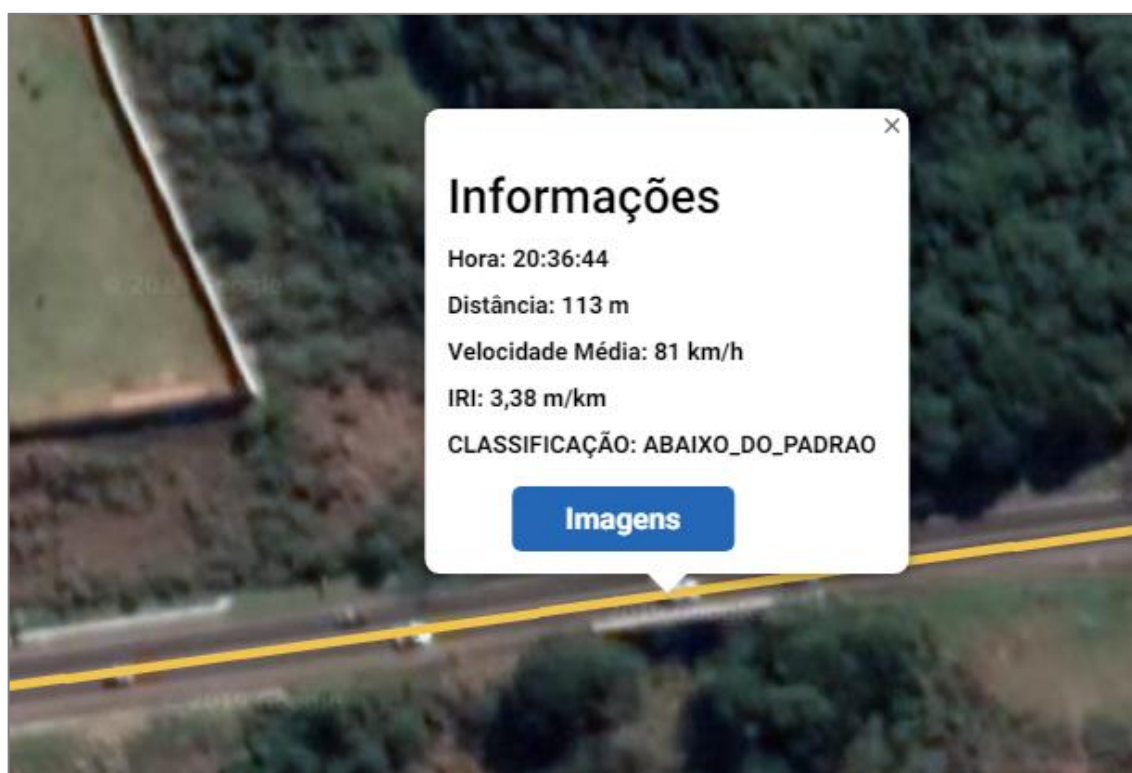 ×
Informações
Hora: 20:36:44
Distância: 113 m
Velocidade Média: 81 km/h
IRI: 3,38 m/km
CLASSIFICAÇÃO: ABAIXO_DO_PADRAO
Imagens